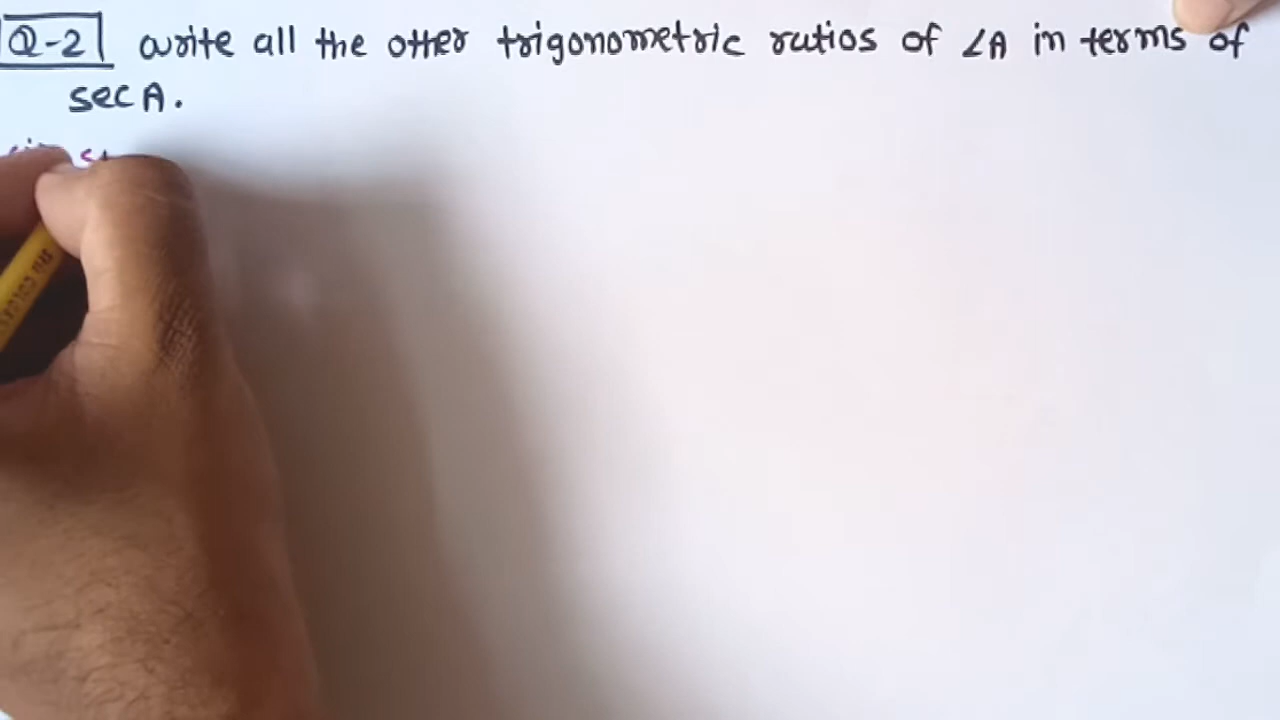 Q-2 write all the other trigonometric ratios of ∠A in terms of
sec A.